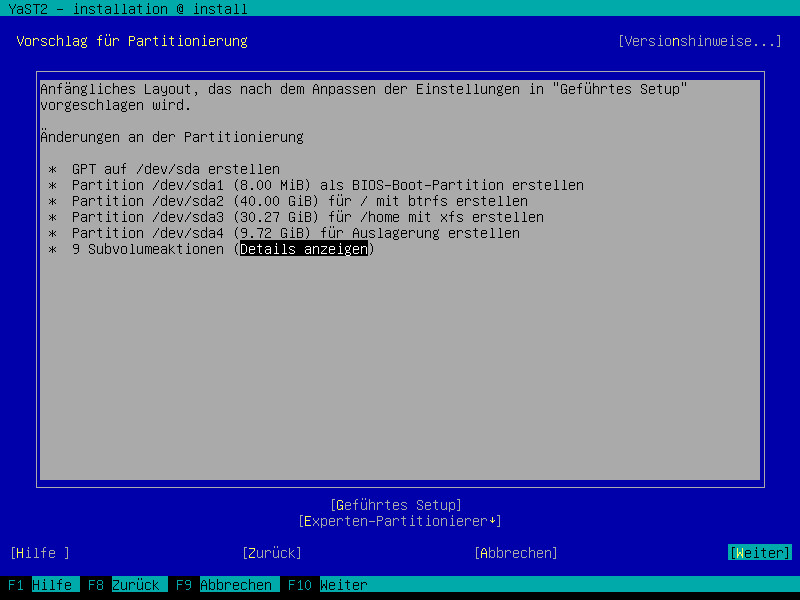 YaST2 - installation @ install
Vorschlag für Partitionierung [Versionshinweise...]
Anfängliches Layout, das nach dem Anpassen der Einstellungen in "Geführtes Setup"
vorgeschlagen wird.
Änderungen an der Partitionierung
* GPT auf /dev/sda erstellen
* Partition /dev/sda1 (8.00 MiB) als BIOS-Boot-Partition erstellen
* Partition /dev/sda2 (40.00 GiB) für / mit btrfs erstellen
* Partition /dev/sda3 (30.27 GiB) für /home mit xfs erstellen
* Partition /dev/sda4 (9.72 GiB) für Auslagerung erstellen
* 9 Subvolumeaktionen (Details anzeigen)
[Geführtes Setup]
[Experten-Partitionierer↓]
[Hilfe ] [Zurück] [Abbrechen] [Weiter]
F1 Hilfe F8 Zurück F9 Abbrechen F10 Weiter